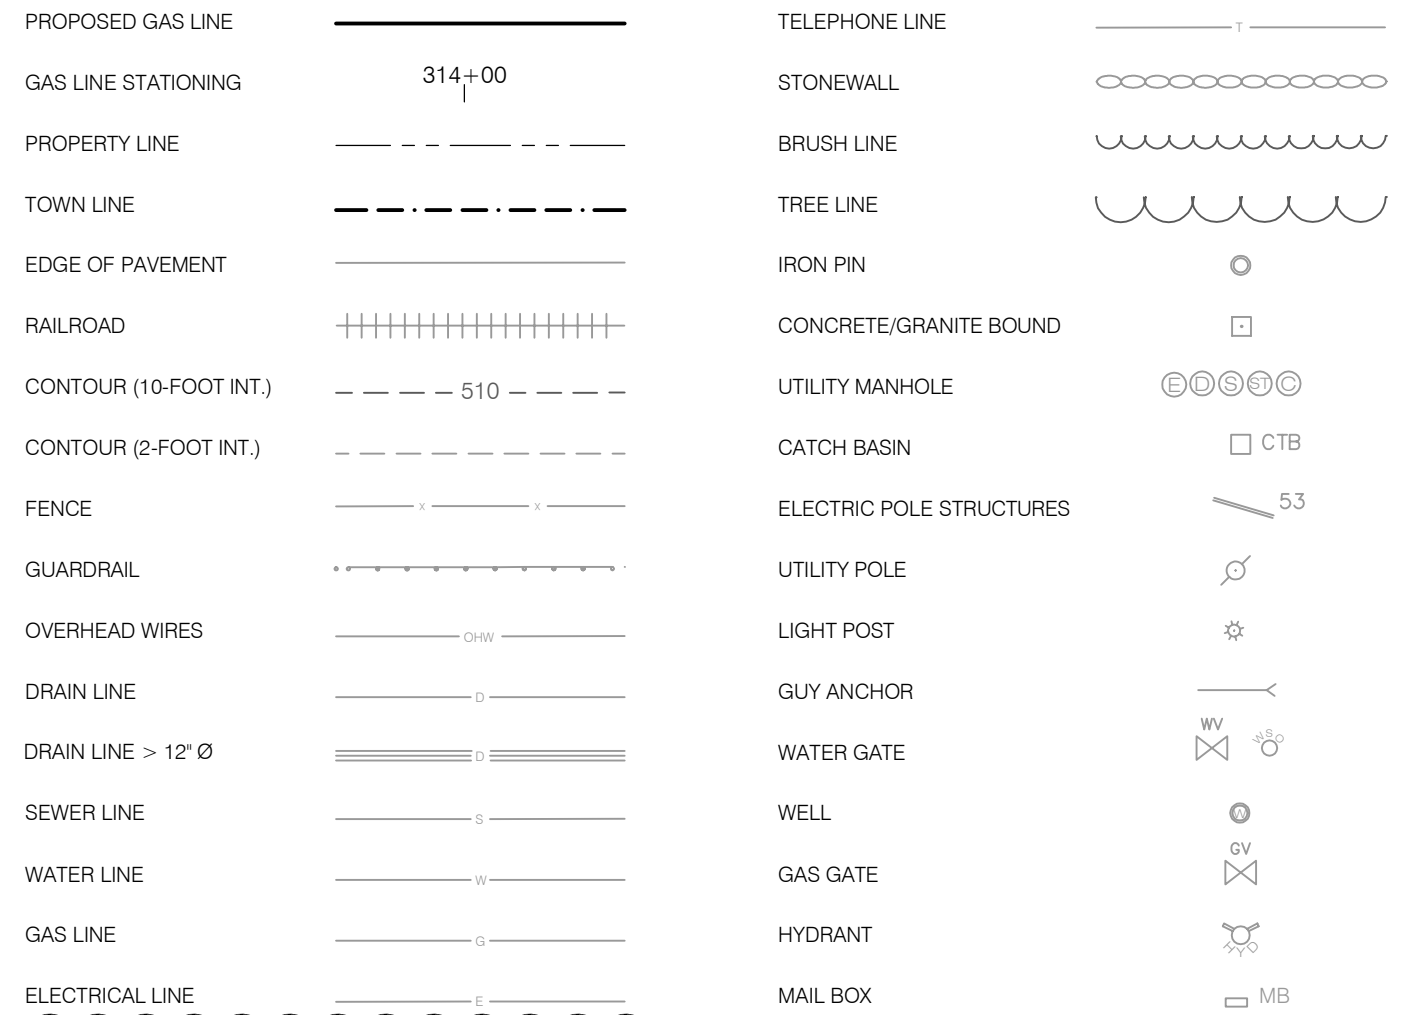 PROPOSED GAS LINE
GAS LINE STATIONING 314+00
PROPERTY LINE
TOWN LINE
EDGE OF PAVEMENT
RAILROAD
CONTOUR (10-FOOT INT.) 510
CONTOUR (2-FOOT INT.)
FENCE x x
GUARDRAIL
OVERHEAD WIRES OHW
DRAIN LINE D
DRAIN LINE > 12" Ø D
SEWER LINE S
WATER LINE W
GAS LINE G
ELECTRICAL LINE E
TELEPHONE LINE T
STONEWALL
BRUSH LINE
TREE LINE
IRON PIN
CONCRETE/GRANITE BOUND
UTILITY MANHOLE E D S ST C
CATCH BASIN CTB
ELECTRIC POLE STRUCTURES 53
UTILITY POLE
LIGHT POST
GUY ANCHOR
WATER GATE WV WSO
WELL W
GAS GATE GV
HYDRANT HYD
MAIL BOX MB